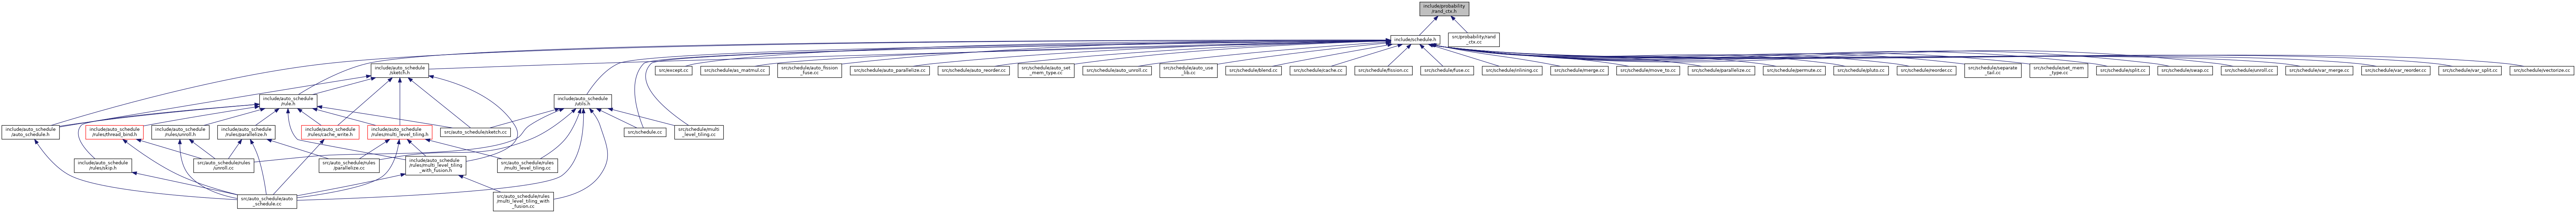 include/probability
/rand_ctx.h
include/schedule.h
src/probability/rand
_ctx.cc
include/auto_schedule
/sketch.h
src/except.cc
src/schedule/as_matmul.cc
src/schedule/auto_fission
_fuse.cc
src/schedule/auto_parallelize.cc
src/schedule/auto_reorder.cc
src/schedule/auto_set
_mem_type.cc
src/schedule/auto_unroll.cc
src/schedule/auto_use
_lib.cc
src/schedule/blend.cc
src/schedule/cache.cc
src/schedule/fission.cc
src/schedule/fuse.cc
src/schedule/inlining.cc
src/schedule/merge.cc
src/schedule/move_to.cc
src/schedule/parallelize.cc
src/schedule/permute.cc
src/schedule/pluto.cc
src/schedule/reorder.cc
src/schedule/separate
_tail.cc
src/schedule/set_mem
_type.cc
src/schedule/split.cc
src/schedule/swap.cc
src/schedule/unroll.cc
src/schedule/var_merge.cc
src/schedule/var_reorder.cc
src/schedule/var_split.cc
src/schedule/vectorize.cc
include/auto_schedule
/rule.h
include/auto_schedule
/utils.h
include/auto_schedule
/auto_schedule.h
include/auto_schedule
/rules/thread_bind.h
include/auto_schedule
/rules/unroll.h
include/auto_schedule
/rules/parallelize.h
include/auto_schedule
/rules/cache_write.h
include/auto_schedule
/rules/multi_level_tiling.h
src/auto_schedule/sketch.cc
src/schedule.cc
src/schedule/multi
_level_tiling.cc
include/auto_schedule
/rules/skip.h
src/auto_schedule/rules
/unroll.cc
src/auto_schedule/rules
/parallelize.cc
include/auto_schedule
/rules/multi_level_tiling
_with_fusion.h
src/auto_schedule/rules
/multi_level_tiling.cc
src/auto_schedule/auto
_schedule.cc
src/auto_schedule/rules
/multi_level_tiling_with
_fusion.cc